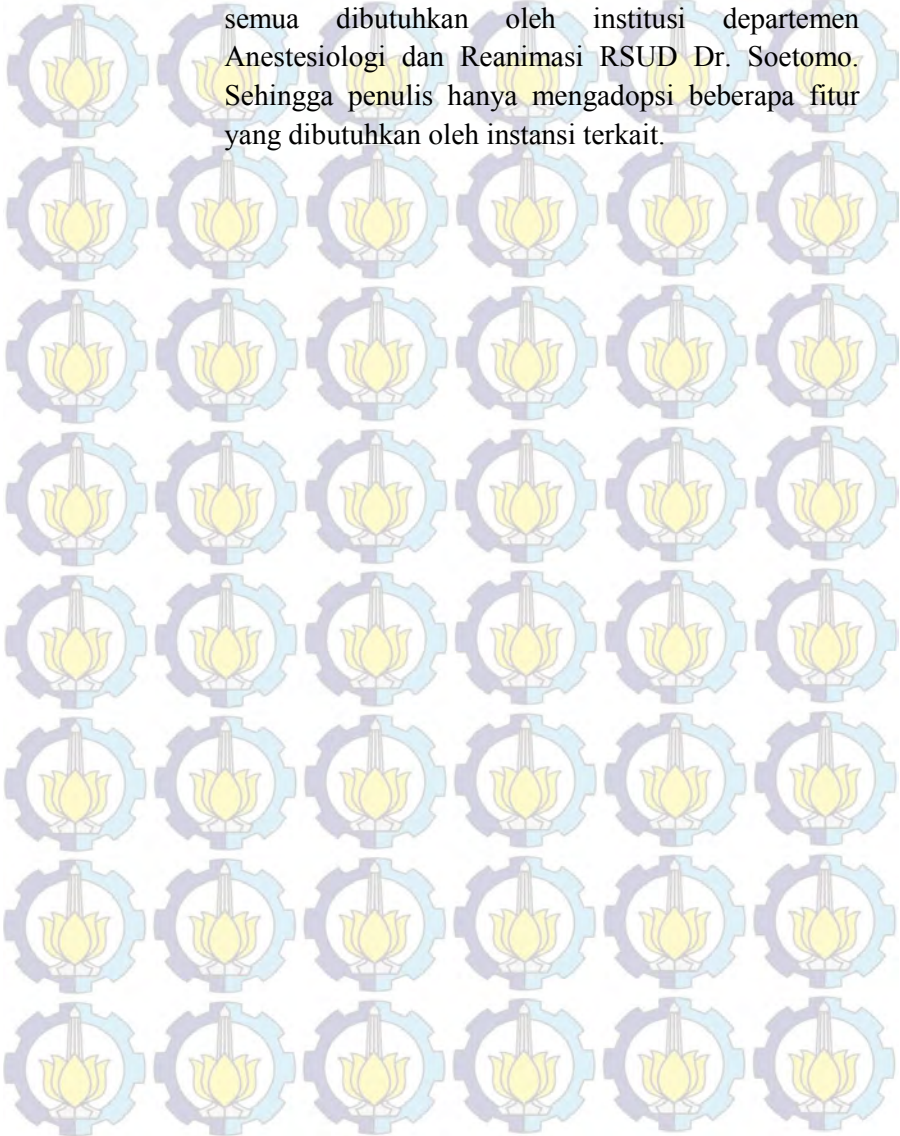 semua dibutuhkan oleh institusi departemen
Anestesiologi dan Reanimasi RSUD Dr. Soetomo.
Sehingga penulis hanya mengadopsi beberapa fitur
yang dibutuhkan oleh instansi terkait.